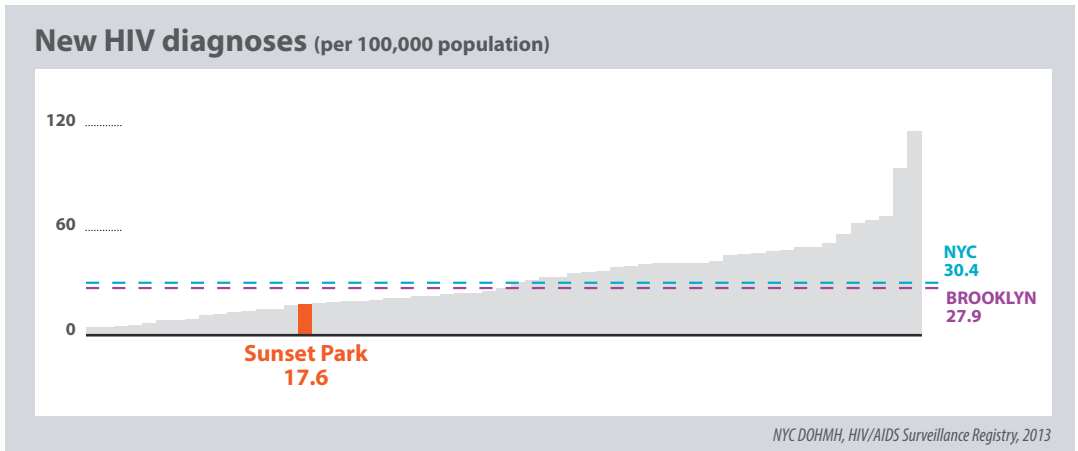 New HIV diagnoses (per 100,000 population)
120
60
0
NYC
30.4
BROOKLYN
27.9
Sunset Park
17.6
NYC DOHMH, HIV/AIDS Surveillance Registry, 2013